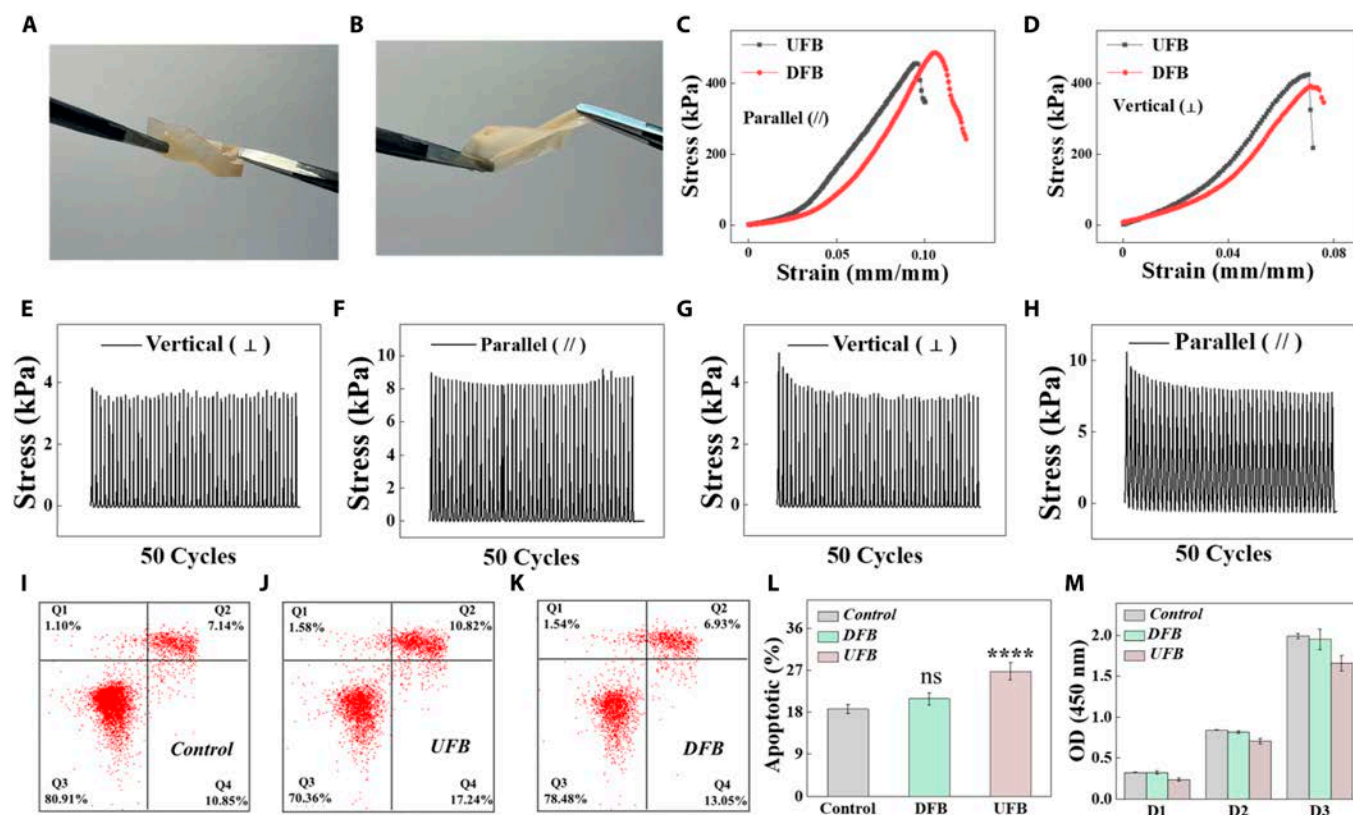 A
B
C
UFB
DFB
Parallel (//)
Stress (kPa)
400
200
0
0
0.05
0.10
Strain (mm/mm)
D
UFB
DFB
Vertical (⊥)
Stress (kPa)
400
200
0
0.00
0.04
0.08
Strain (mm/mm)
E
Vertical ( ⊥ )
Stress (kPa)
4
2
0
50 Cycles
F
Parallel ( // )
Stress (kPa)
10
8
6
4
2
0
50 Cycles
G
Vertical ( ⊥ )
Stress (kPa)
4
2
0
50 Cycles
H
Parallel ( // )
Stress (kPa)
10
5
0
50 Cycles
I
Q1
1.10%
Q2
7.14%
Control
Q3
80.91%
Q4
10.85%
J
Q1
1.58%
Q2
10.82%
UFB
Q3
70.36%
Q4
17.24%
K
Q1
1.54%
Q2
6.93%
DFB
Q3
78.48%
Q4
13.05%
L
Control
DFB
UFB
ns
****
Apoptotic (%)
36
27
18
9
0
Control
DFB
UFB
M
Control
DFB
UFB
OD (450 nm)
2.0
1.5
1.0
0.5
0.0
D1
D2
D3